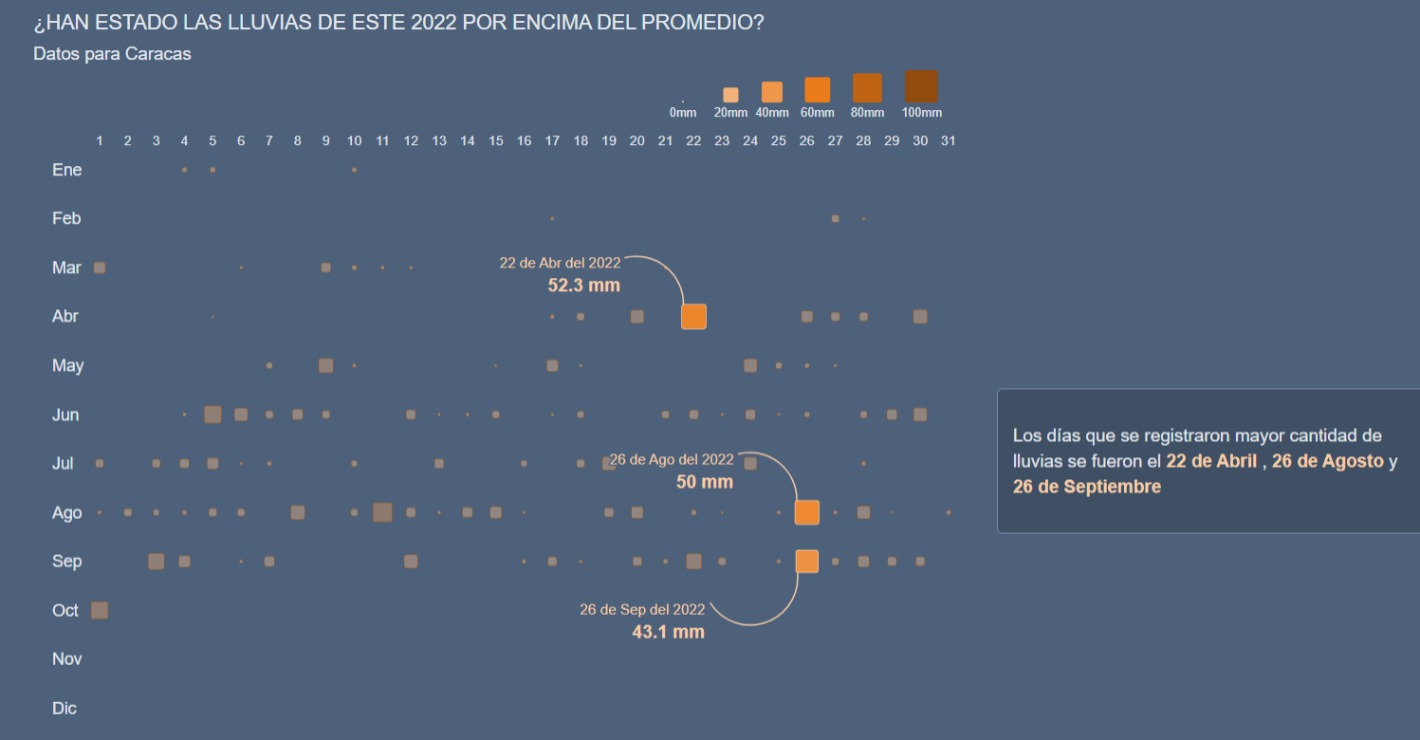 ¿HAN ESTADO LAS LLUVIAS DE ESTE 2022 POR ENCIMA DEL PROMEDIO?
Datos para Caracas
0mm 20mm 40mm 60mm 80mm 100mm
1 2 3 4 5 6 7 8 9 10 11 12 13 14 15 16 17 18 19 20 21 22 23 24 25 26 27 28 29 30 31
Ene
Feb
Mar
22 de Abr del 2022
52.3 mm
Abr
May
Jun
Jul
26 de Ago del 2022
50 mm
Ago
Sep
Oct
26 de Sep del 2022
43.1 mm
Nov
Dic
Los días que se registraron mayor cantidad de
lluvias se fueron el 22 de Abril , 26 de Agosto y
26 de Septiembre